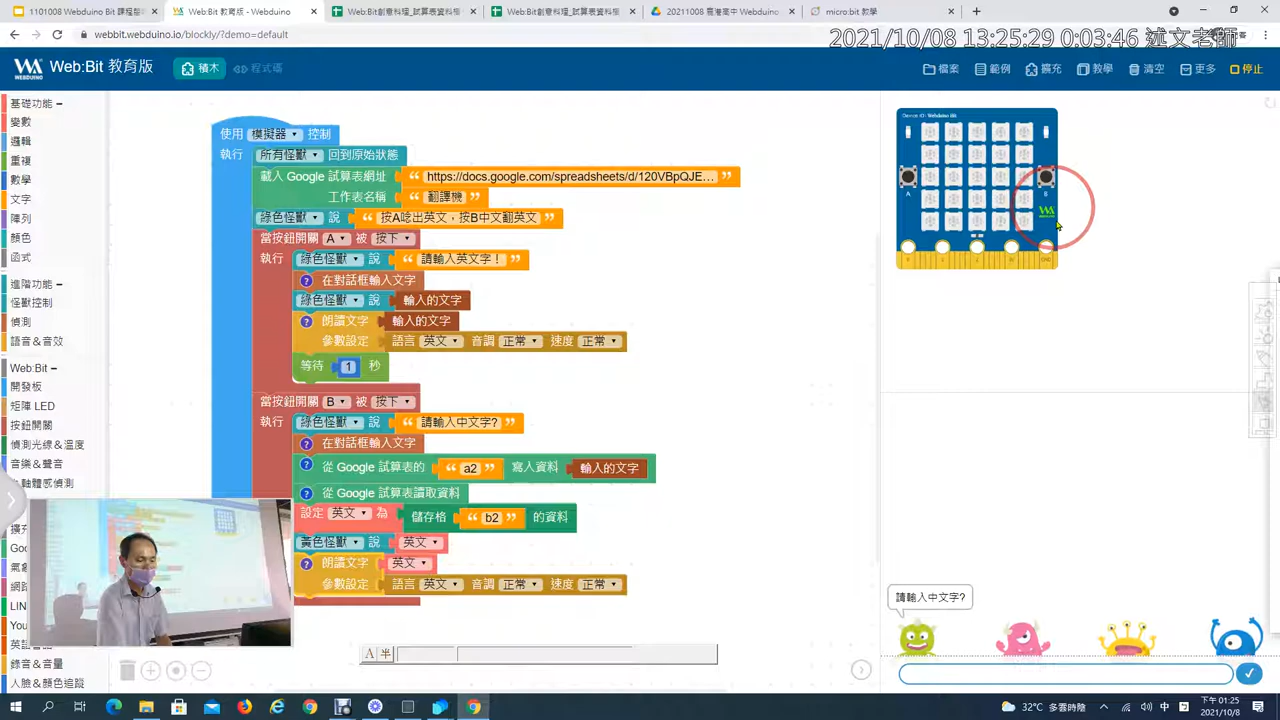 1101008 Web:Bit 課程簡
Web:Bit 教育版 - Webduino
Web:Bit創意料理_試算表資料橋
Web:Bit創意料理_試算表資料橋
20211008 鹿港高中 Webduino
micro:bit 教學
webbit.webduino.io/blockly/?demo=default
2021/10/08 13:25:29 0:03:46 述文老師
WEBDUINO
Web:Bit 教育版
積木
程式碼
檔案
範例
擴充
教學
清空
更多
停止
基礎功能
變數
邏輯
重複
數學
文字
陣列
顏色
函式
進階功能
怪獸控制
偵測
語音&音效
Web:Bit
開發板
矩陣 LED
按鈕開關
偵測光線&溫度
音樂&聲音
軸體感偵測
Goo
LIN
You
錄音&音量
人臉&顏色追蹤
使用 模擬器 控制
執行 所有怪獸 回到原始狀態
載入 Google 試算表網址 “ https://docs.google.com/spreadsheets/d/120VBpQJE... ”
工作表名稱 “ 翻譯機 ”
綠色怪獸 說 “ 按A唸出英文，按B中文翻英文 ”
當按鈕開關 A 被 按下
執行 綠色怪獸 說 “ 請輸入英文字！ ”
? 在對話框輸入文字
綠色怪獸 說 輸入的文字
? 朗讀文字 輸入的文字
參數設定 語言 英文 音調 正常 速度 正常
等待 1 秒
當按鈕開關 B 被 按下
執行 綠色怪獸 說 “ 請輸入中文字? ”
? 在對話框輸入文字
? 從 Google 試算表的 “ a2 ” 寫入資料 輸入的文字
? 從 Google 試算表讀取資料
設定 英文 為 儲存格 “ b2 ” 的資料
黃色怪獸 說 英文
? 朗讀文字 英文
參數設定 語言 英文 音調 正常 速度 正常
A 半
A
B
請輸入中文字?
32°C 多雲時陰
中
下午 01:25
2021/10/8